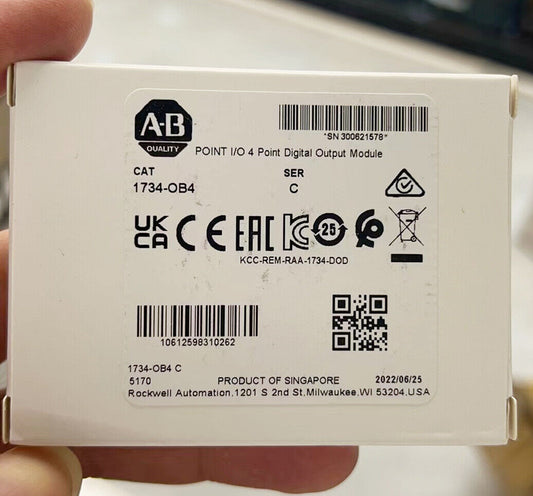 A-B
QUALITY
*SN 300621578*
POINT I/O 4 Point Digital Output Module
CAT SER
1734-OB4 C
UK
CA CE EAC KC 25
KCC-REM-RAA-1734-DOD
10612598310262
1734-OB4 C
5170 PRODUCT OF SINGAPORE 2022/06/25
Rockwell Automation,1201 S 2nd St,Milwaukee,WI 53204,USA